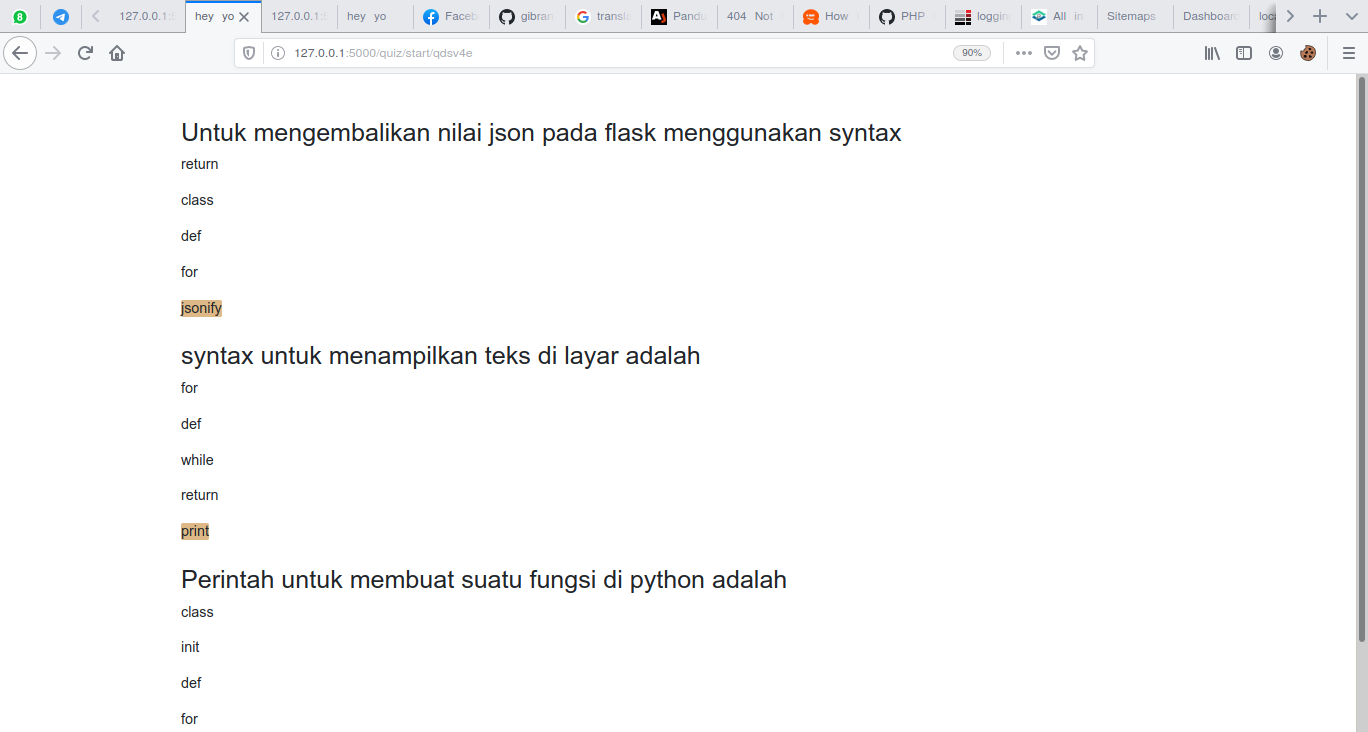 8
127.0.0.1:5
hey yo
127.0.0.1:5
hey yo
Faceb
gibran
transla
Pandu
404 Not
How
PHP
loggin
All in
Sitemaps
Dashboard
loca
127.0.0.1:5000/quiz/start/qdsv4e
90%
Untuk mengembalikan nilai json pada flask menggunakan syntax
return
class
def
for
jsonify
syntax untuk menampilkan teks di layar adalah
for
def
while
return
print
Perintah untuk membuat suatu fungsi di python adalah
class
init
def
for